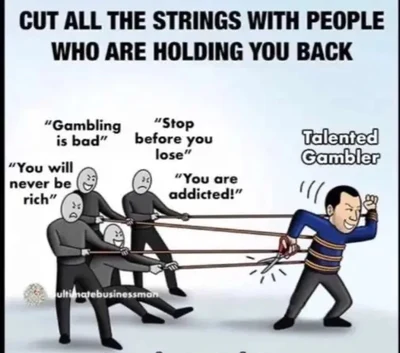 CUT ALL THE STRINGS WITH PEOPLE
WHO ARE HOLDING YOU BACK
"Gambling
is bad"
"Stop
before you
lose"
Talented
Gambler
"You will
never be
rich"
"You are
addicted!"
ultimatebusinessman